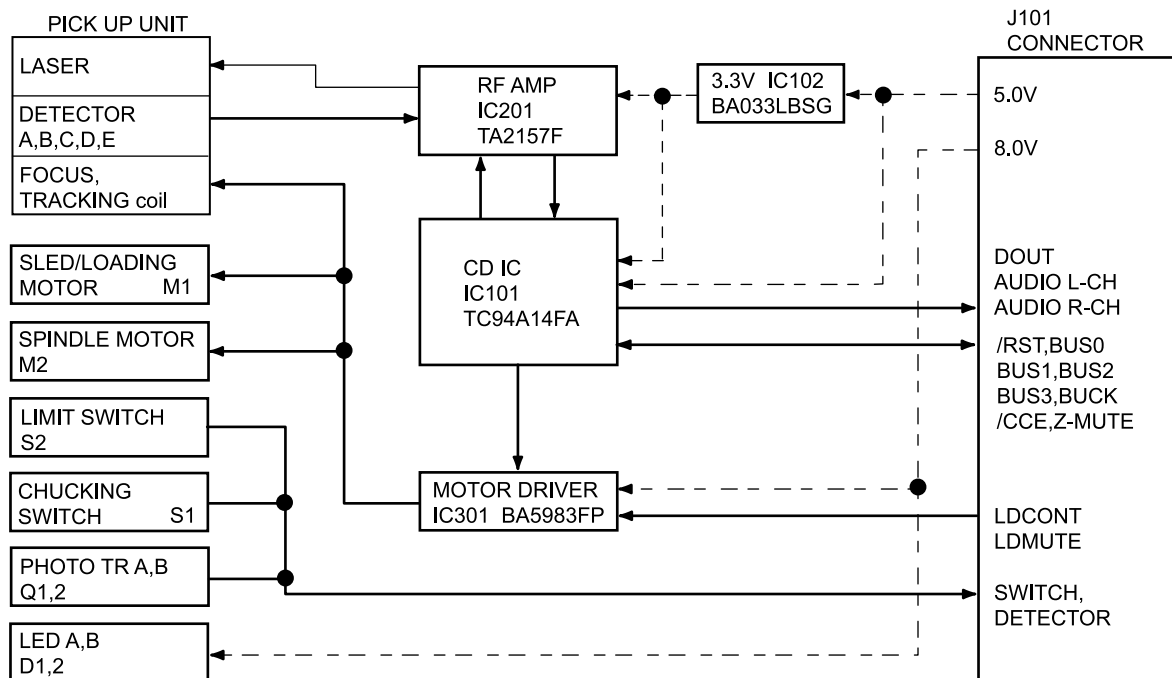 PICK UP UNIT
LASER
DETECTOR
A,B,C,D,E
FOCUS,
TRACKING coil
SLED/LOADING
MOTOR M1
SPINDLE MOTOR
M2
LIMIT SWITCH
S2
CHUCKING
SWITCH S1
PHOTO TR A,B
Q1,2
LED A,B
D1,2
RF AMP
IC201
TA2157F
CD IC
IC101
TC94A14FA
MOTOR DRIVER
IC301 BA5983FP
3.3V IC102
BA033LBSG
J101
CONNECTOR
5.0V
8.0V
DOUT
AUDIO L-CH
AUDIO R-CH
/RST,BUS0
BUS1,BUS2
BUS3,BUCK
/CCE,Z-MUTE
LDCONT
LDMUTE
SWITCH,
DETECTOR